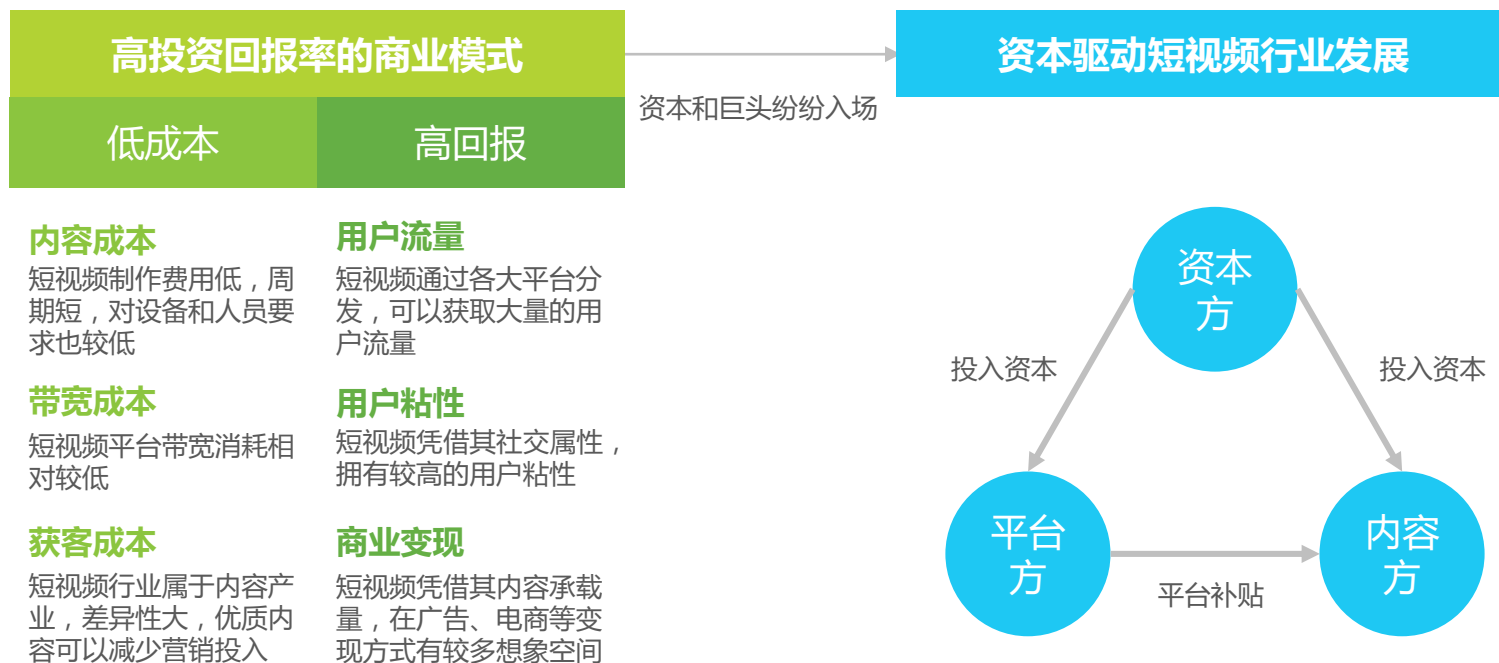 高投资回报率的商业模式
资本和巨头纷纷入场
资本驱动短视频行业发展
低成本
高回报
内容成本
短视频制作费用低，周
期短，对设备和人员要
求也较低
带宽成本
短视频平台带宽消耗相
对较低
获客成本
短视频行业属于内容产
业，差异性大，优质内
容可以减少营销投入
用户流量
短视频通过各大平台分
发，可以获取大量的用
户流量
用户粘性
短视频凭借其社交属性，
拥有较高的用户粘性
商业变现
短视频凭借其内容承载
量，在广告、电商等变
现方式有较多想象空间
资本
方
投入资本
投入资本
平台
方
平台补贴
内容
方